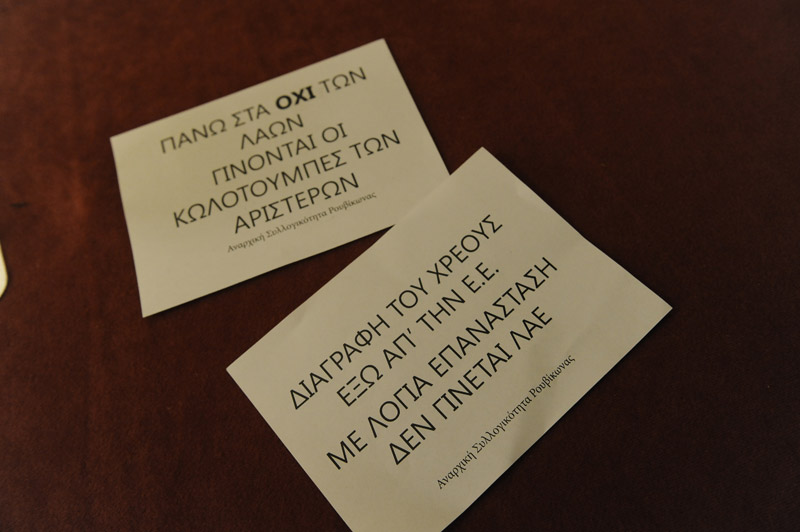 ΠΑΝΩ ΣΤΑ ΟΧΙ ΤΩΝ
ΛΑΩΝ
ΓΙΝΟΝΤΑΙ ΟΙ
ΚΩΛΟΤΟΥΜΠΕΣ ΤΩΝ
ΑΡΙΣΤΕΡΩΝ
Αναρχική Συλλογικότητα Ρουβίκωνας
ΔΙΑΓΡΑΦΗ ΤΟΥ ΧΡΕΟΥΣ
ΕΞΩ ΑΠ’ ΤΗΝ Ε.Ε.
ΜΕ ΛΟΓΙΑ ΕΠΑΝΑΣΤΑΣΗ
ΔΕΝ ΓΙΝΕΤΑΙ ΛΑΕ
Αναρχική Συλλογικότητα Ρουβίκωνας